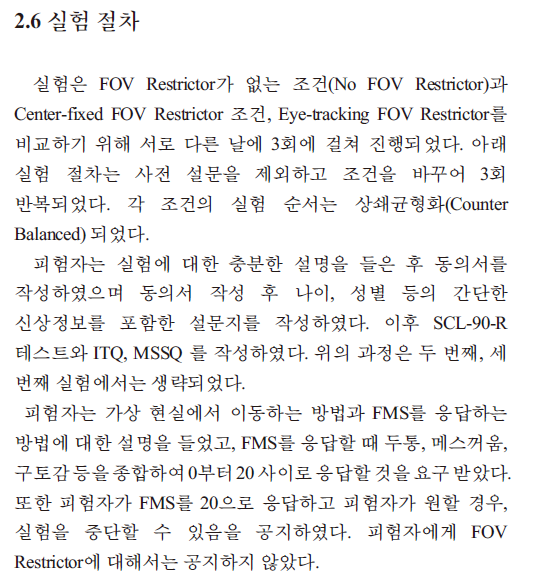 2.6 실험 절차
실험은 FOV Restrictor가 없는 조건(No FOV Restrictor)과
Center-fixed FOV Restrictor 조건, Eye-tracking FOV Restrictor를
비교하기 위해 서로 다른 날에 3회에 걸쳐 진행되었다. 아래
실험 절차는 사전 설문을 제외하고 조건을 바꾸어 3회
반복되었다. 각 조건의 실험 순서는 상쇄균형화(Counter
Balanced) 되었다.
피험자는 실험에 대한 충분한 설명을 들은 후 동의서를
작성하였으며 동의서 작성 후 나이, 성별 등의 간단한
신상정보를 포함한 설문지를 작성하였다. 이후 SCL-90-R
테스트와 ITQ, MSSQ 를 작성하였다. 위의 과정은 두 번째, 세
번째 실험에서는 생략되었다.
피험자는 가상 현실에서 이동하는 방법과 FMS를 응답하는
방법에 대한 설명을 들었고, FMS를 응답할 때 두통, 메스꺼움,
구토감 등을 종합하여 0부터 20 사이로 응답할 것을 요구 받았다.
또한 피험자가 FMS를 20으로 응답하고 피험자가 원할 경우,
실험을 중단할 수 있음을 공지하였다. 피험자에게 FOV
Restrictor에 대해서는 공지하지 않았다.